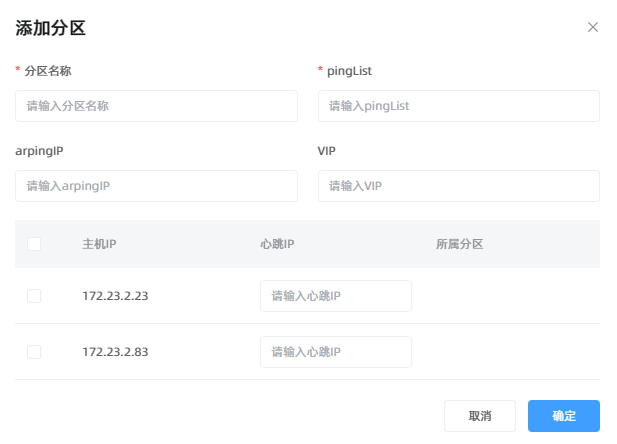 添加分区
* 分区名称
* pingList
请输入分区名称
请输入pingList
arpingIP
VIP
请输入arpingIP
请输入VIP
主机IP 心跳IP 所属分区
172.23.2.23 请输入心跳IP
172.23.2.83 请输入心跳IP
取消 确定